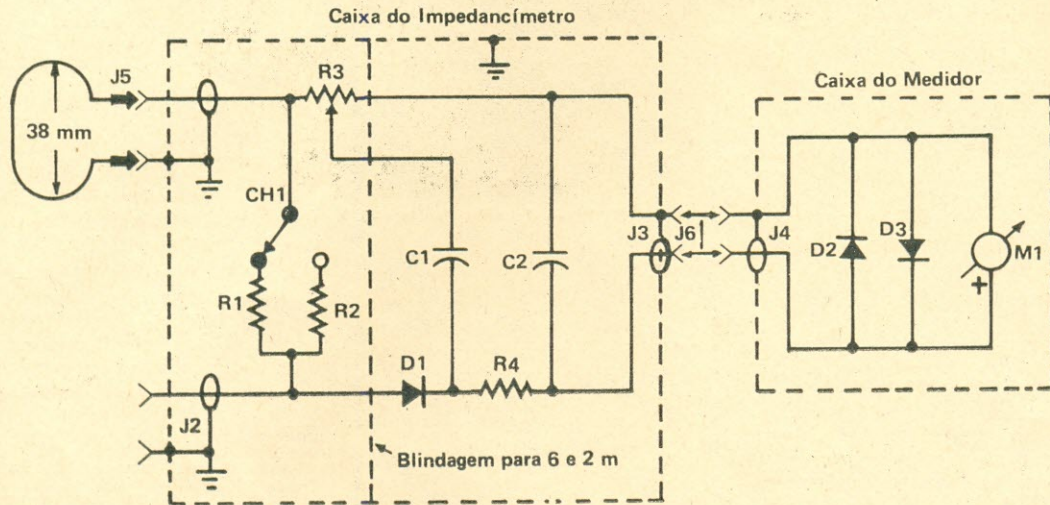 Caixa do Impedancímetro
J5
R3
38 mm
Caixa do Medidor
CH1
J3
J6
J4
D2
D3
M1
+
C1
C2
R1
R2
D1
R4
J2
Blindagem para 6 e 2 m